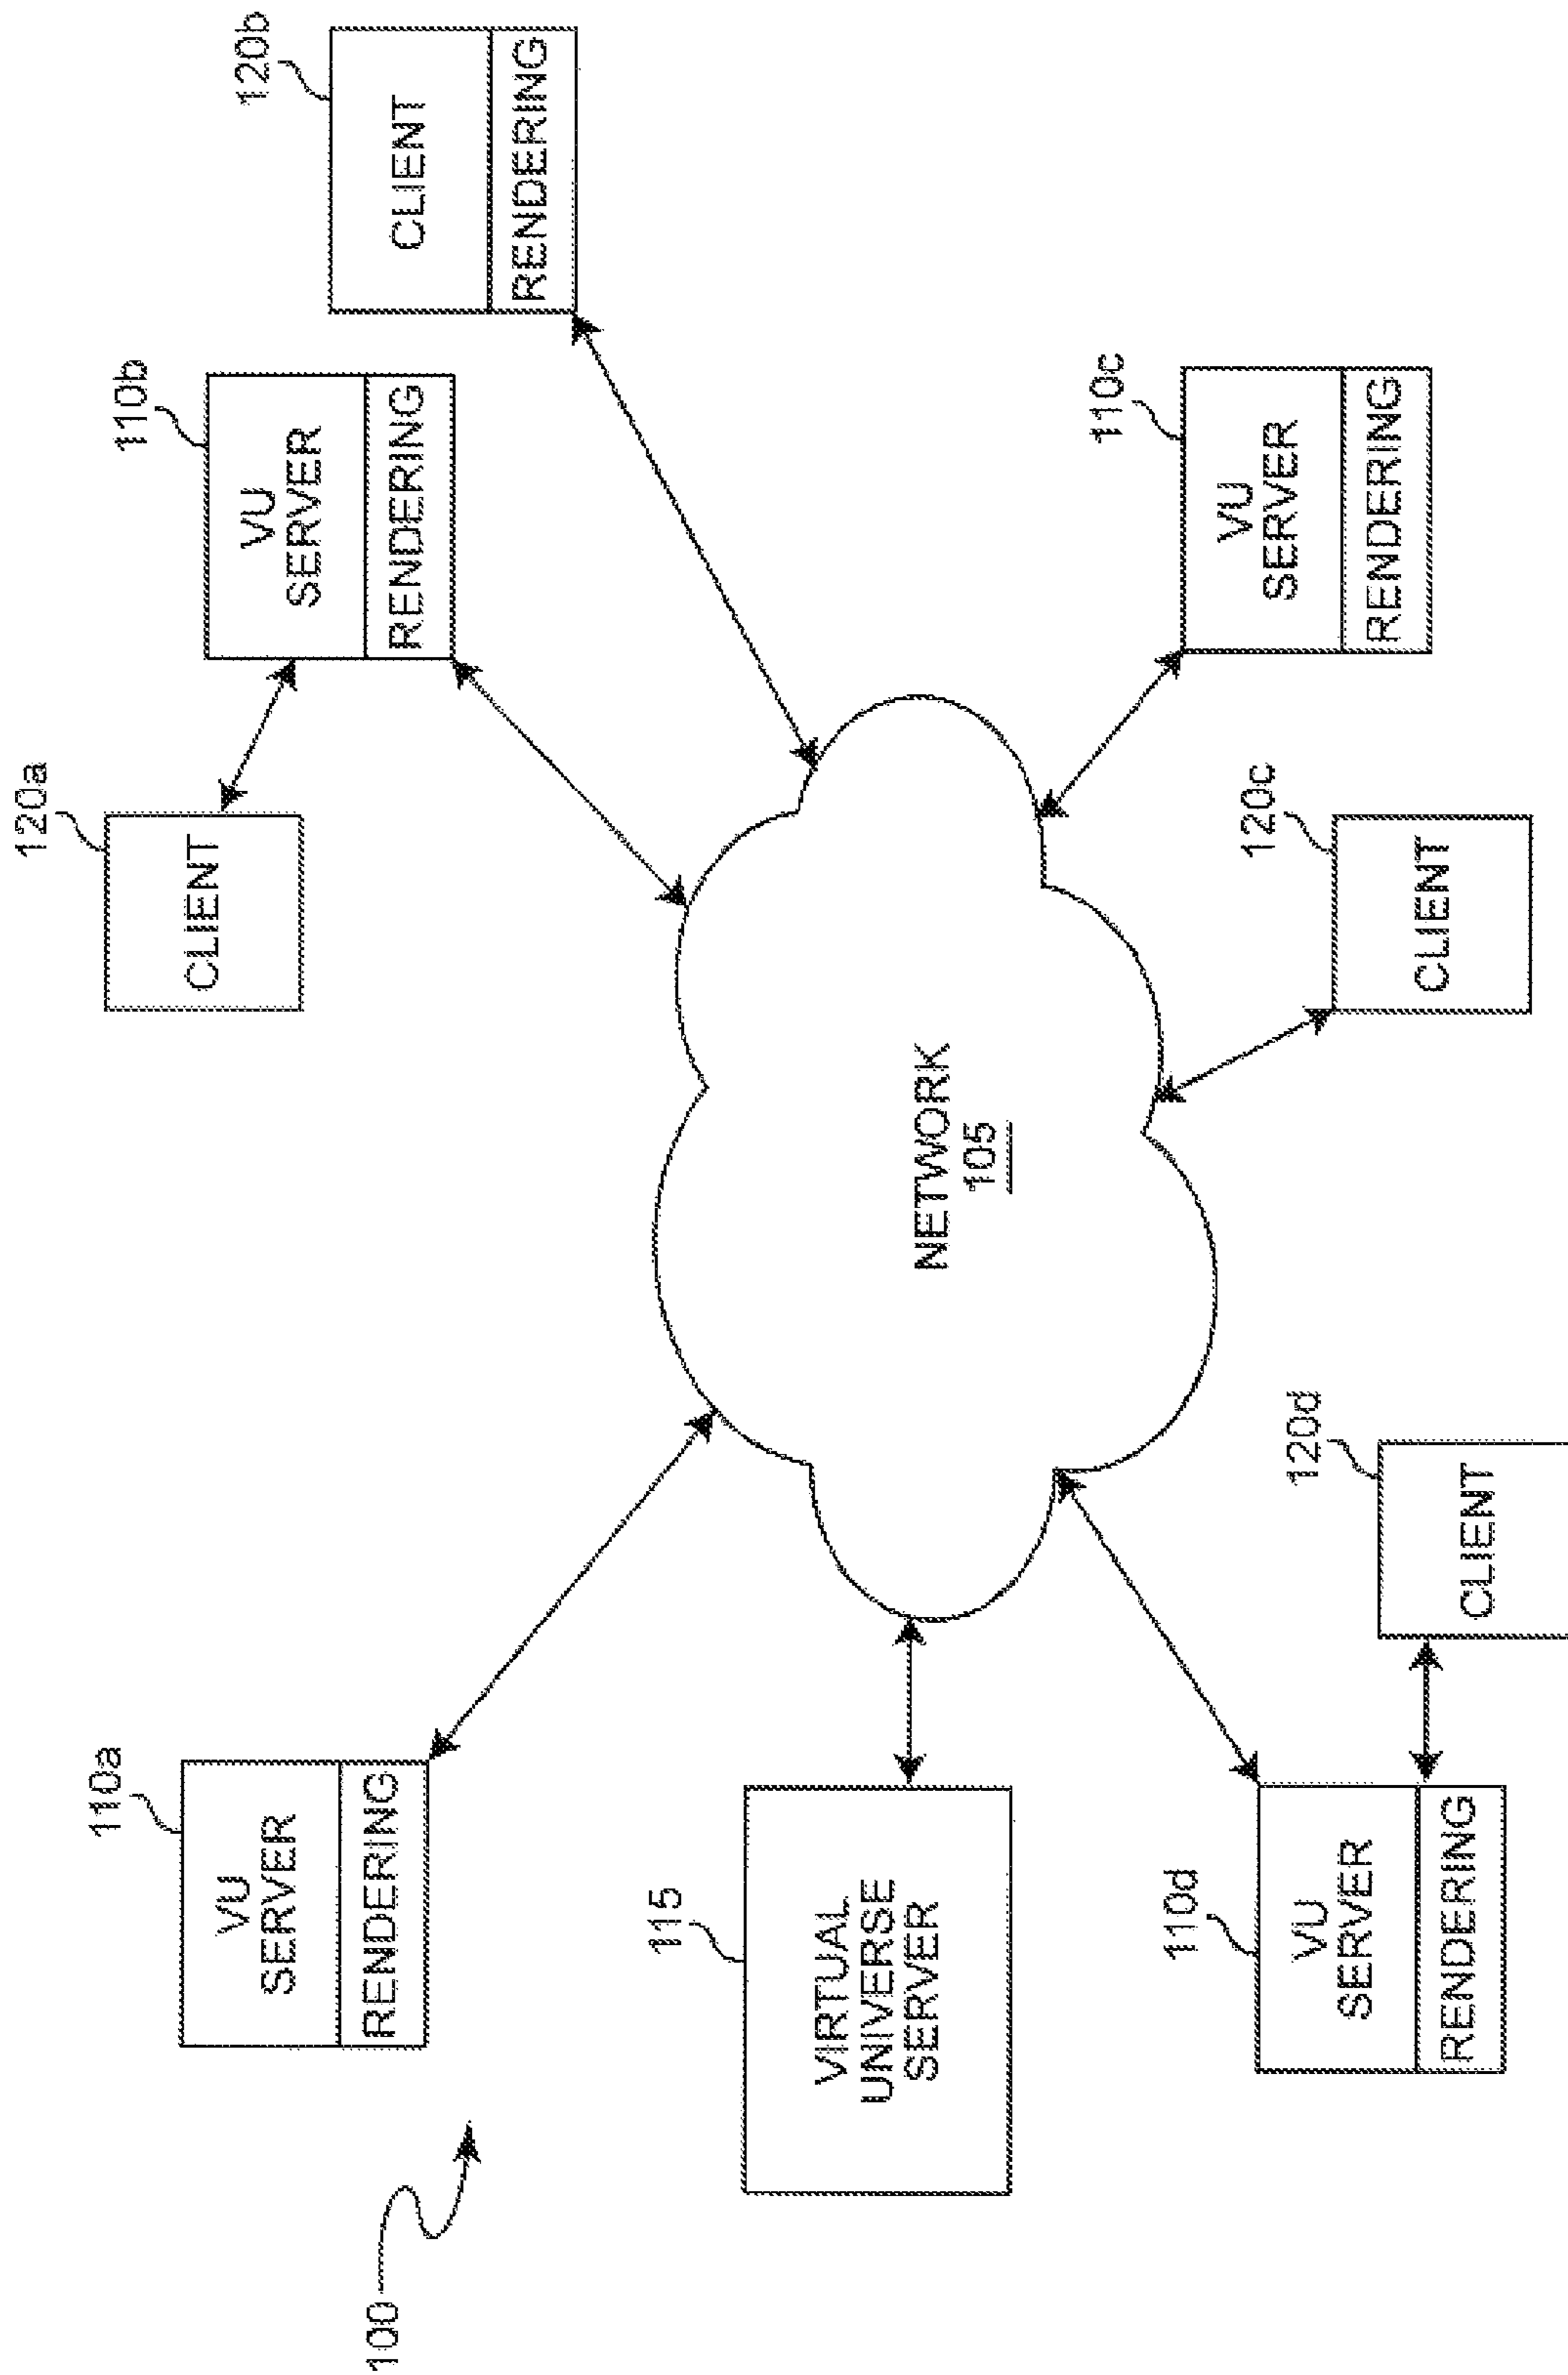 120a
CLIENT
110b
VU
SERVER
RENDERING
120b
CLIENT
RENDERING
110a
VU
SERVER
RENDERING
115
VIRTUAL
UNIVERSE
SERVER
NETWORK
105
110c
VU
SERVER
RENDERING
120c
CLIENT
120d
CLIENT
110d
VU
SERVER
RENDERING
100